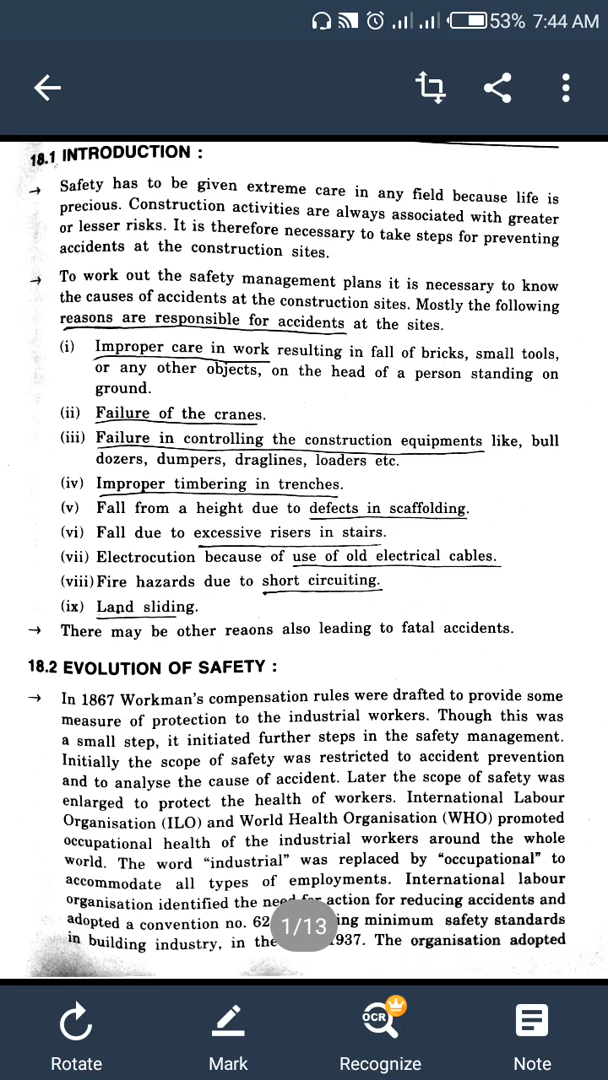 53% 7:44 AM
18.1 INTRODUCTION :
→ Safety has to be given extreme care in any field because life is
precious. Construction activities are always associated with greater
or lesser risks. It is therefore necessary to take steps for preventing
accidents at the construction sites.
→ To work out the safety management plans it is necessary to know
the causes of accidents at the construction sites. Mostly the following
reasons are responsible for accidents at the sites.
(i) Improper care in work resulting in fall of bricks, small tools,
or any other objects, on the head of a person standing on
ground.
(ii) Failure of the cranes.
(iii) Failure in controlling the construction equipments like, bull
dozers, dumpers, draglines, loaders etc.
(iv) Improper timbering in trenches.
(v) Fall from a height due to defects in scaffolding.
(vi) Fall due to excessive risers in stairs.
(vii) Electrocution because of use of old electrical cables.
(viii) Fire hazards due to short circuiting.
(ix) Land sliding.
→ There may be other reaons also leading to fatal accidents.
18.2 EVOLUTION OF SAFETY :
→ In 1867 Workman's compensation rules were drafted to provide some
measure of protection to the industrial workers. Though this was
a small step, it initiated further steps in the safety management.
Initially the scope of safety was restricted to accident prevention
and to analyse the cause of accident. Later the scope of safety was
enlarged to protect the health of workers. International Labour
Organisation (ILO) and World Health Organisation (WHO) promoted
occupational health of the industrial workers around the whole
world. The word "industrial" was replaced by "occupational" to
accommodate all types of employments. International labour
organisation identified the need for action for reducing accidents and
adopted a convention no. 62 minimum safety standards
in building industry, in the 937. The organisation adopted
1/13
Rotate
Mark
OCR
Recognize
Note